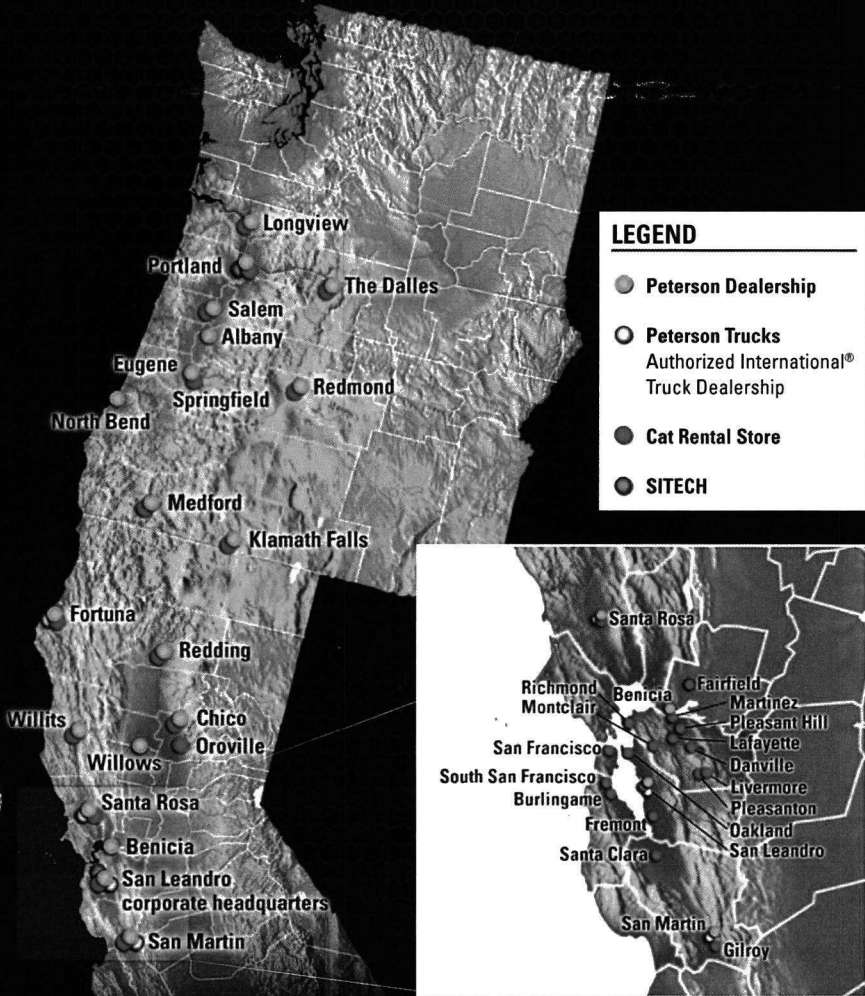 Longview
Portland
The Dalles
Salem
Albany
Eugene
Springfield
Redmond
North Bend
Medford
Klamath Falls
Fortuna
Redding
Willits
Chico
Willows
Oroville
Santa Rosa
Benicia
San Leandro
corporate headquarters
San Martin
LEGEND
Peterson Dealership
Peterson Trucks
Authorized International®
Truck Dealership
Cat Rental Store
SITECH
Santa Rosa
Fairfield
Richmond
Benicia
Martinez
Montclair
Pleasant Hill
San Francisco
Lafayette
Danville
South San Francisco
Livermore
Burlingame
Pleasanton
Fremont
Oakland
Santa Clara
San Leandro
San Martin
Gilroy